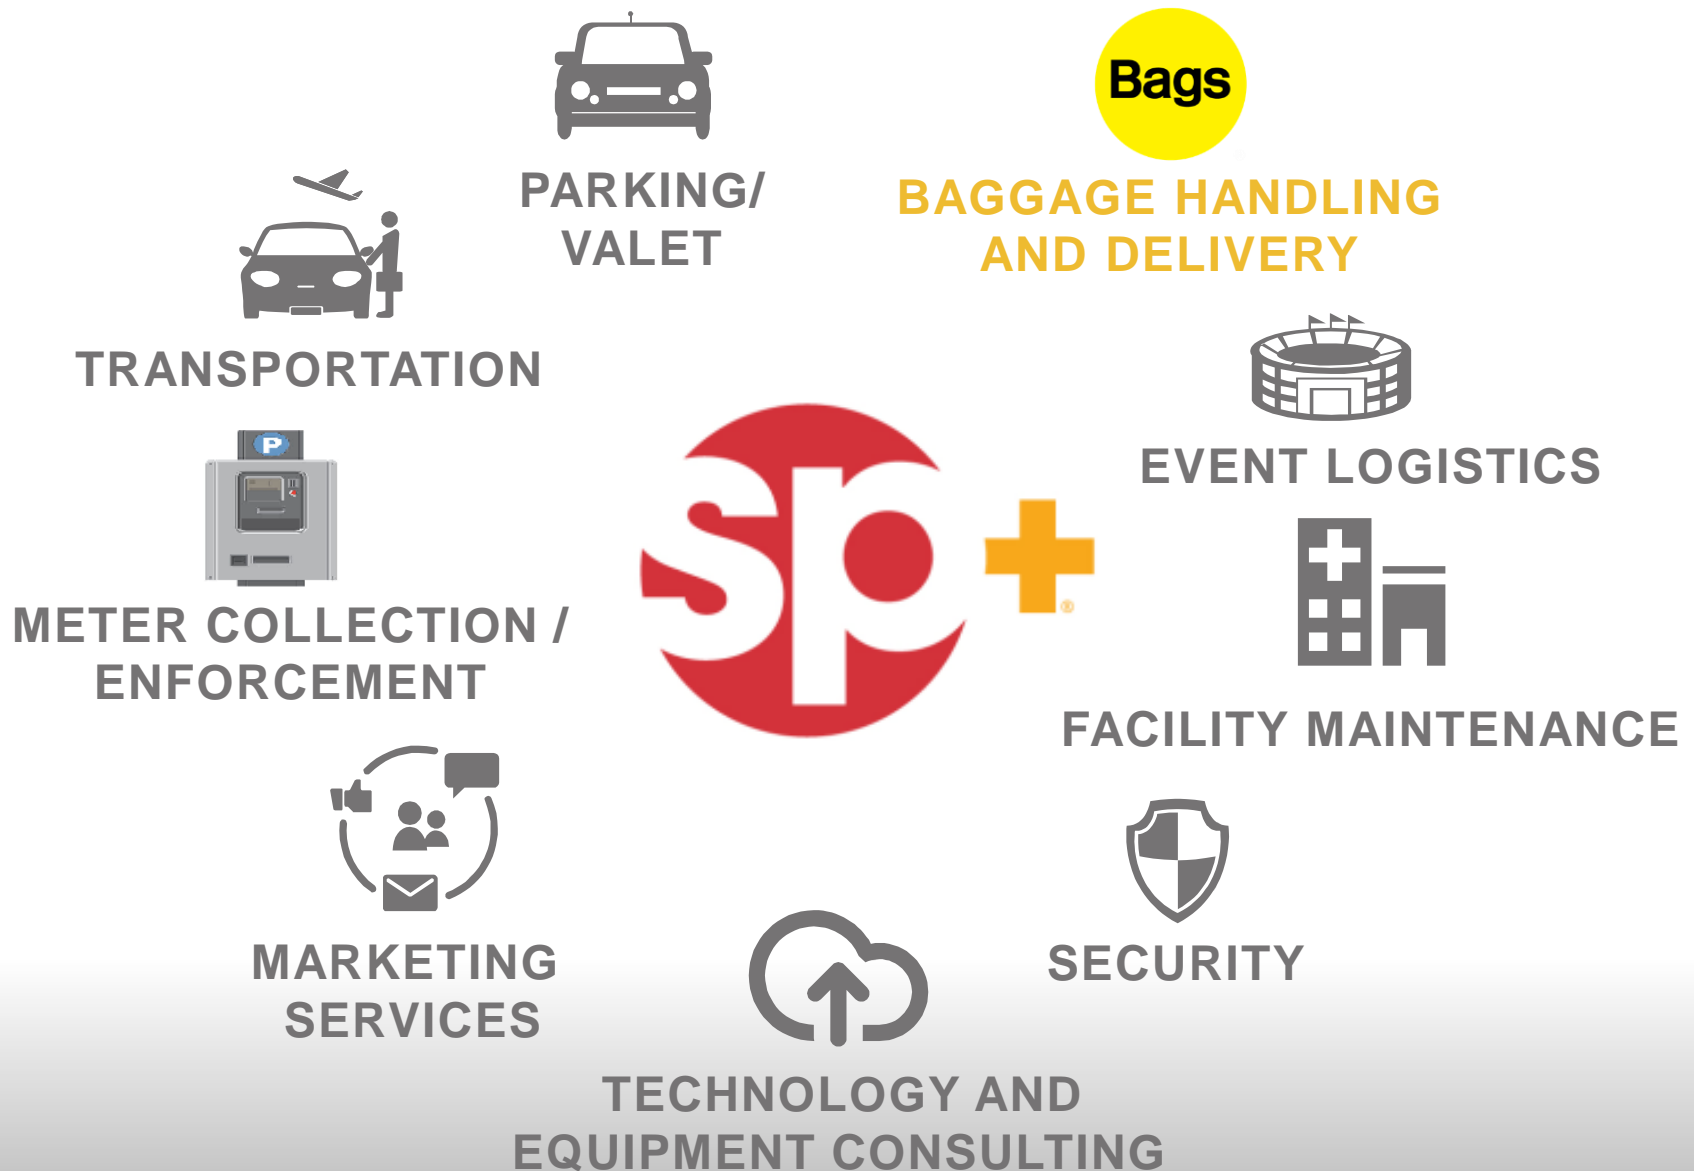 Bags
PARKING/
VALET
BAGGAGE HANDLING
AND DELIVERY
TRANSPORTATION
EVENT LOGISTICS
P
METER COLLECTION /
ENFORCEMENT
sp+®
FACILITY MAINTENANCE
MARKETING
SERVICES
SECURITY
TECHNOLOGY AND
EQUIPMENT CONSULTING